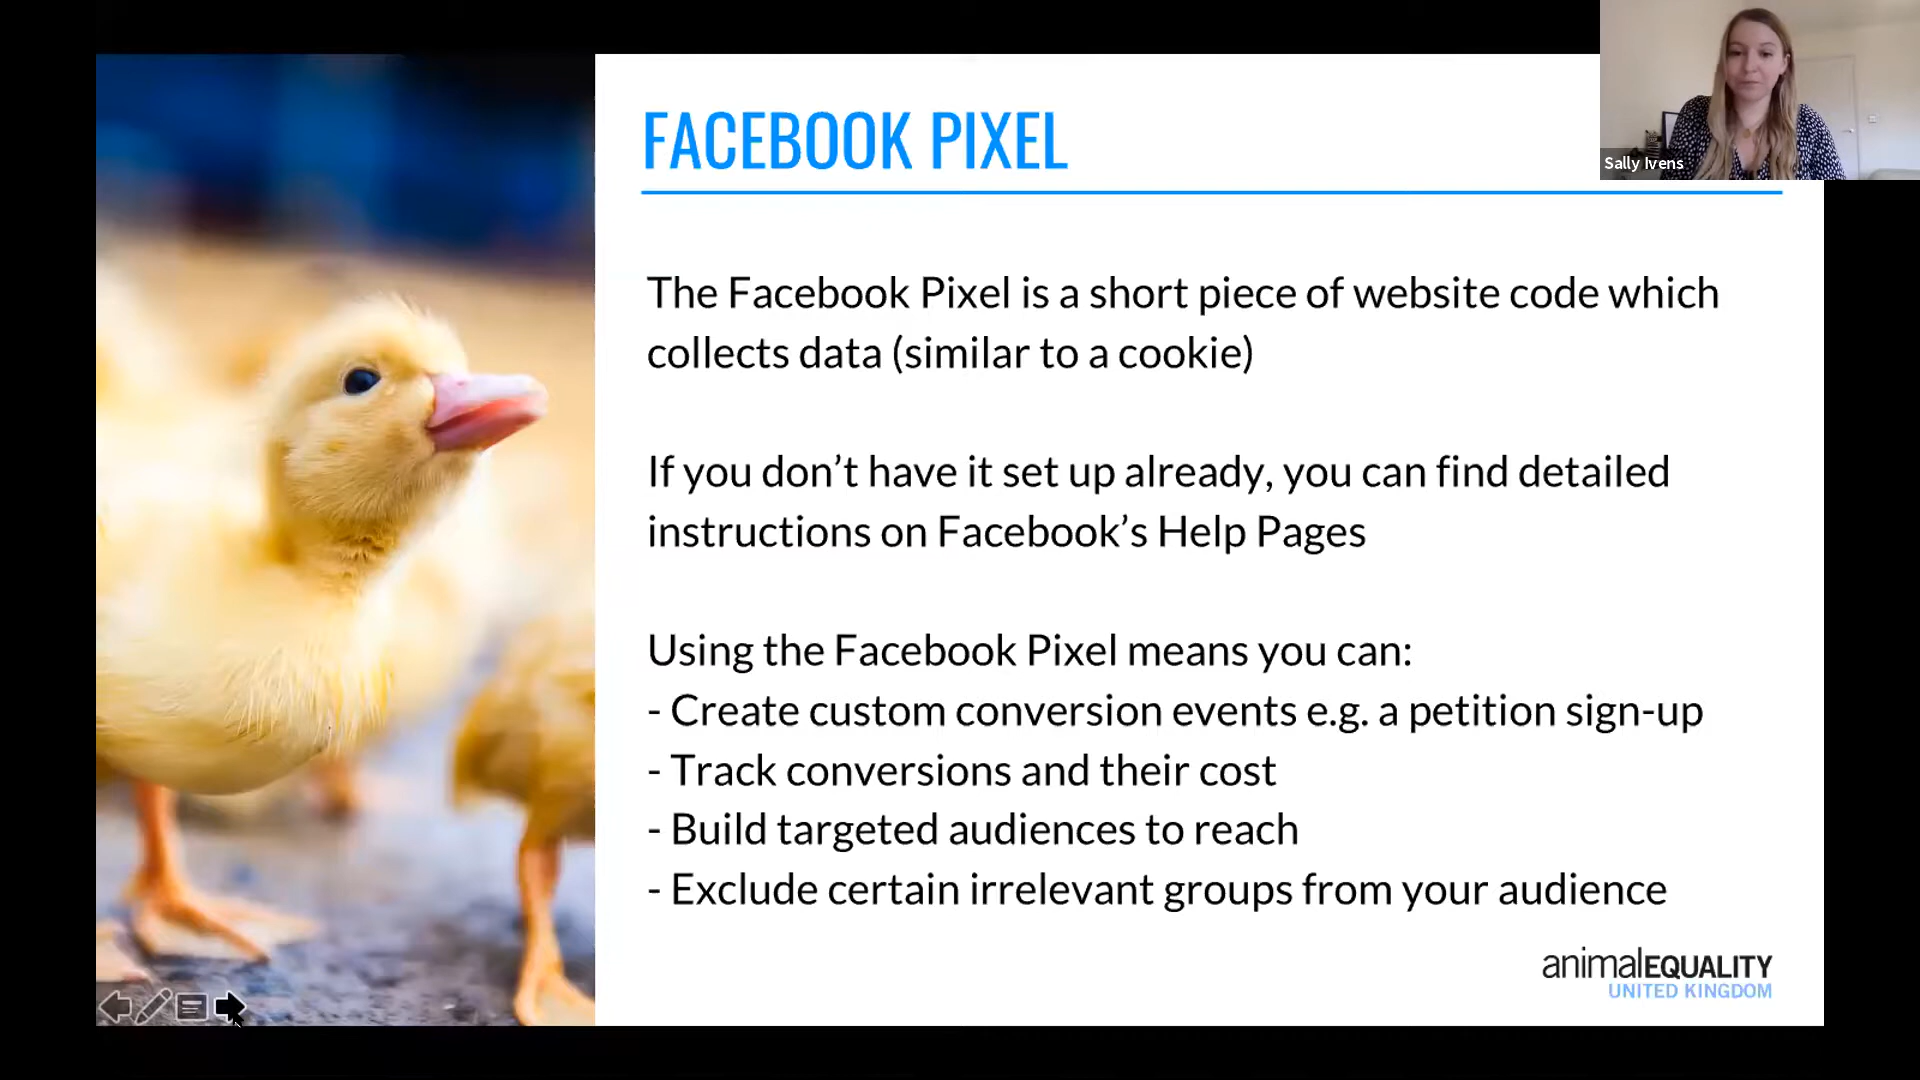 FACEBOOK PIXEL
Sally Ivens
The Facebook Pixel is a short piece of website code which
collects data (similar to a cookie)
If you don’t have it set up already, you can find detailed
instructions on Facebook’s Help Pages
Using the Facebook Pixel means you can:
- Create custom conversion events e.g. a petition sign-up
- Track conversions and their cost
- Build targeted audiences to reach
- Exclude certain irrelevant groups from your audience
animalEQUALITY
UNITED KINGDOM